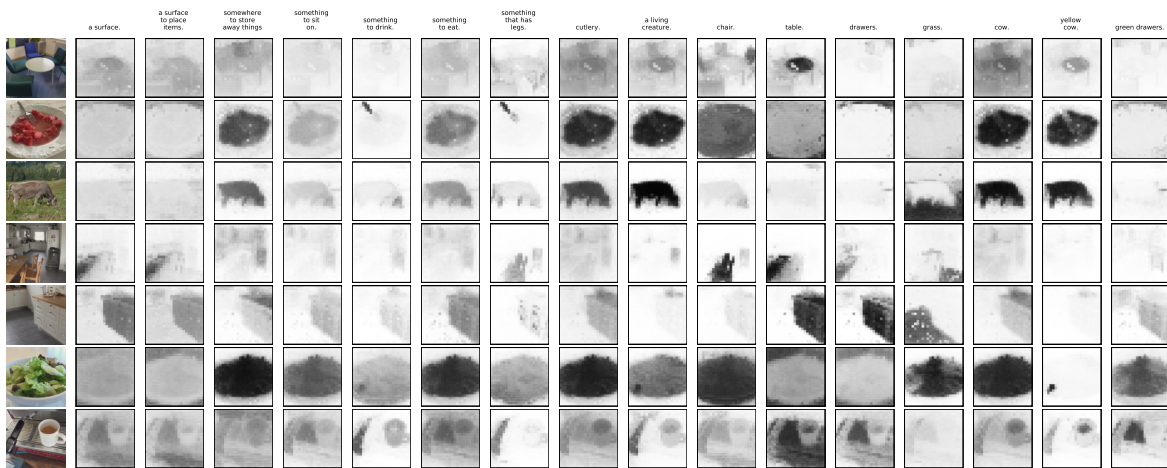 a surface.
a surface
to place
items.
somewhere
to store
away things
something
to sit
on.
something
to drink.
something
to eat.
something
that has
legs.
cutlery.
a living
creature.
chair.
table.
drawers.
grass.
cow.
yellow
cow.
green drawers.